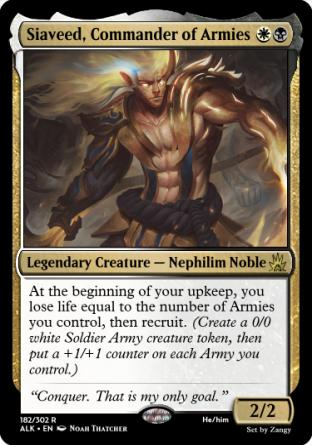 Siaveed, Commander of Armies
Legendary Creature — Nephilim Noble
At the beginning of your upkeep, you
lose life equal to the number of Armies
you control, then recruit. (Create a 0/0
white Soldier Army creature token, then
put a +1/+1 counter on each Army you
control.)
“Conquer. That is my only goal.”
2/2
182/302 R
He/him
ALK • EN Noah Thatcher
Set by Zangy